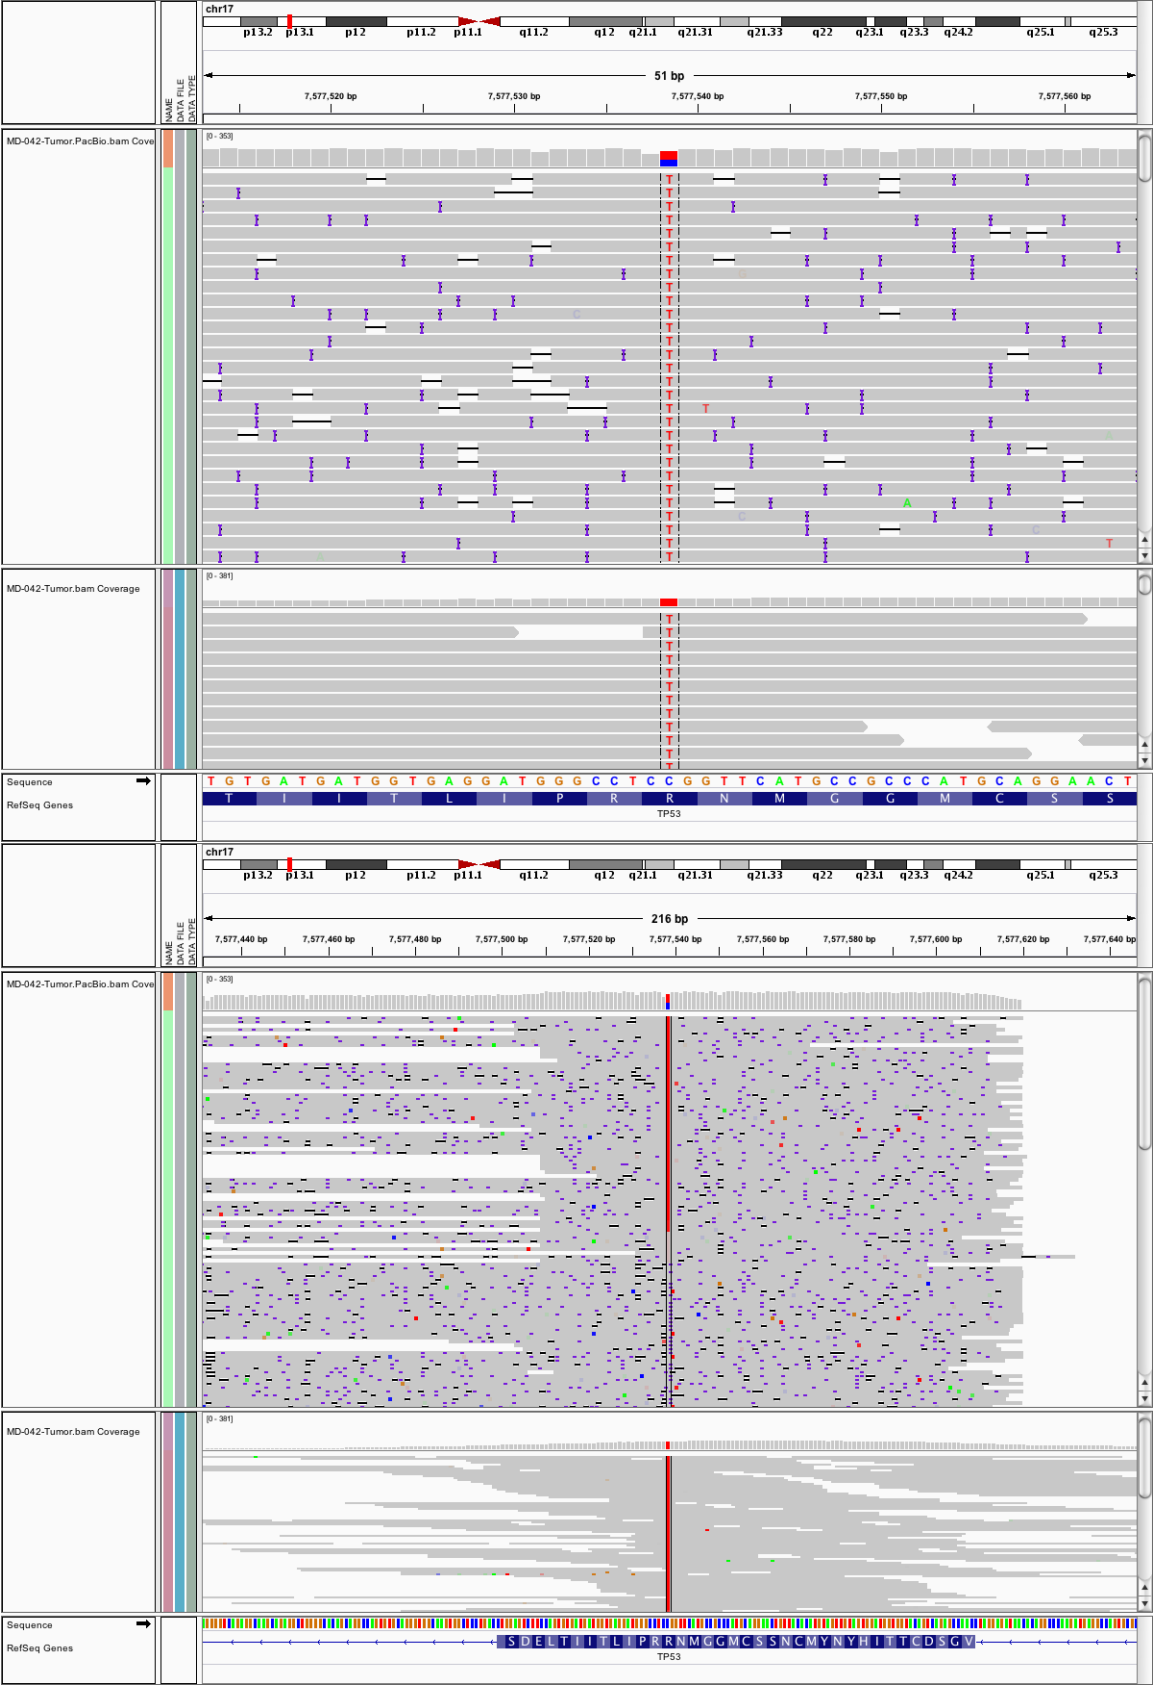 chr17
p13.2 p13.1 p12 p11.2 p11.1 q11.2 q12 q21.1 q21.31 q21.33 q22 q23.1 q23.3 q24.2 q25.1 q25.3
51 bp
7,577,520 bp 7,577,530 bp 7,577,540 bp 7,577,550 bp 7,577,560 bp
NAME
DATA FILE
DATA TYPE
MD-042-Tumor.PacBio.bam Cove
[0 - 353]
T
T
T
T
T
T
T
T
T
T
T C
T
T
T
T
T
T
T T
T
T
T
T
T
T
T A
T
T C
T T
T
MD-042-Tumor.bam Coverage
[0 - 381]
T
T
T
T
T
T
T
T
T
T
T
T
Sequence
T G T G A T G A T G G T G A G G A T G G G C C T C C G G T T C A T G C C G C C C A T G C A G G A A C T
RefSeq Genes
T I I T L I P R R N M G G M C S S
TP53
chr17
p13.2 p13.1 p12 p11.2 p11.1 q11.2 q12 q21.1 q21.31 q21.33 q22 q23.1 q23.3 q24.2 q25.1 q25.3
216 bp
7,577,440 bp 7,577,460 bp 7,577,480 bp 7,577,500 bp 7,577,520 bp 7,577,540 bp 7,577,560 bp 7,577,580 bp 7,577,600 bp 7,577,620 bp 7,577,640 bp
NAME
DATA FILE
DATA TYPE
MD-042-Tumor.PacBio.bam Cove
[0 - 353]
MD-042-Tumor.bam Coverage
[0 - 381]
Sequence
RefSeq Genes
S D E L T I I T L I P R R N M G G M C S S N C M Y N Y H I T T C D S G V
TP53